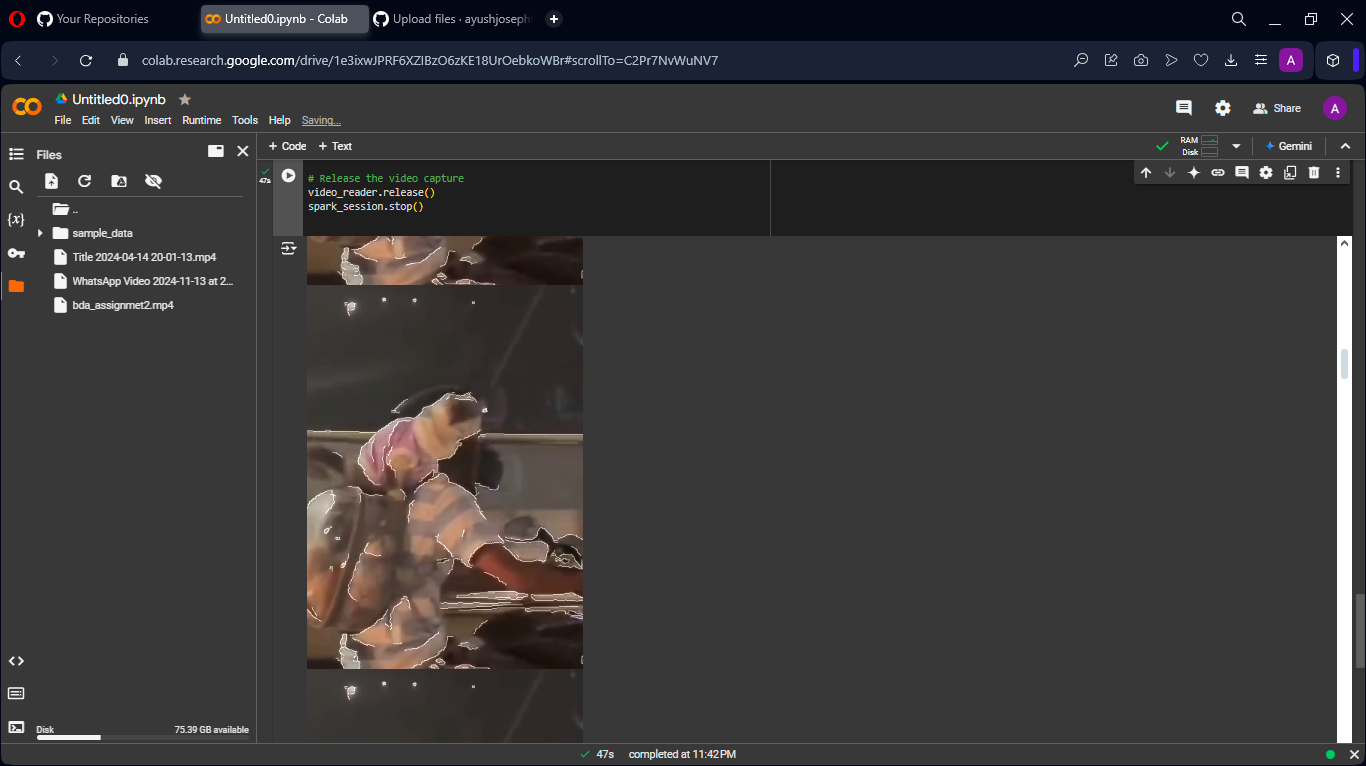 Your Repositories
Untitled0.ipynb - Colab
Upload files · ayushjoseph
colab.research.google.com/drive/1e3ixwJPRF6XZIBzO6zKE18UrOebkoWBr#scrollTo=C2Pr7NvWuNV7
A
Untitled0.ipynb
File Edit View Insert Runtime Tools Help Saving...
Share
A
Files
+ Code + Text
RAM
Disk
Gemini
{x}
..
sample_data
Title 2024-04-14 20-01-13.mp4
WhatsApp Video 2024-11-13 at 2...
bda_assignmet2.mp4
47s
# Release the video capture
video_reader.release()
spark_session.stop()
Disk 75.39 GB available
47s completed at 11:42PM